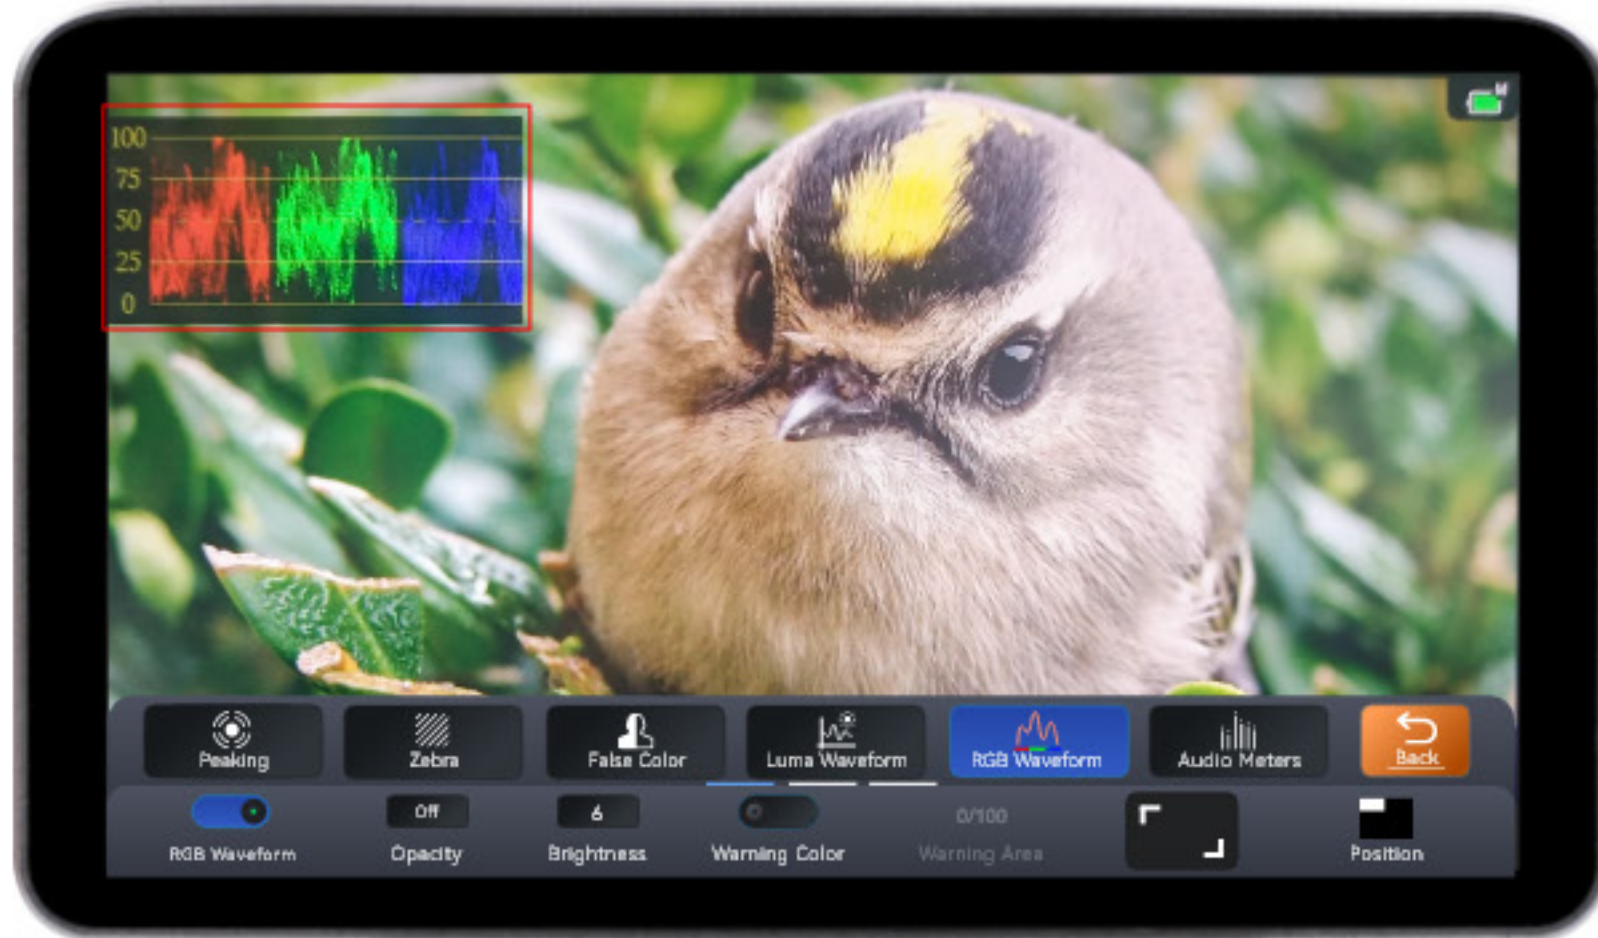 M
100
75
50
25
0
Peaking
Zebra
False Color
Luma Waveform
RGB Waveform
Audio Meters
Back
Off
6
0/100
RGB Waveform
Opacity
Brightness
Warning Color
Warning Area
Position